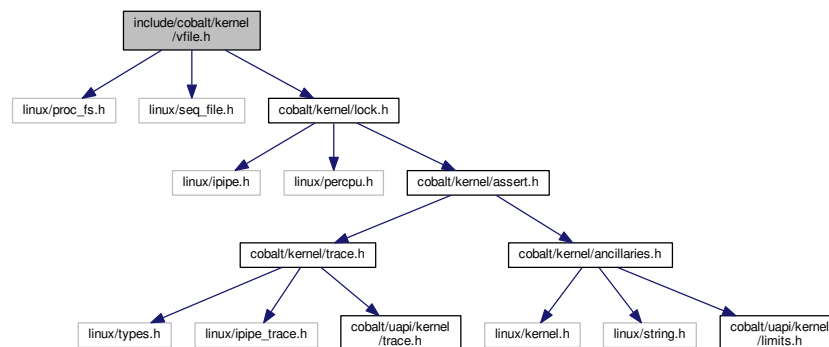 include/cobalt/kernel
/vfile.h
linux/proc_fs.h
linux/seq_file.h
cobalt/kernel/lock.h
linux/ipipe.h
linux/percpu.h
cobalt/kernel/assert.h
cobalt/kernel/trace.h
cobalt/kernel/ancillaries.h
linux/types.h
linux/ipipe_trace.h
cobalt/uapi/kernel
/trace.h
linux/kernel.h
linux/string.h
cobalt/uapi/kernel
/limits.h